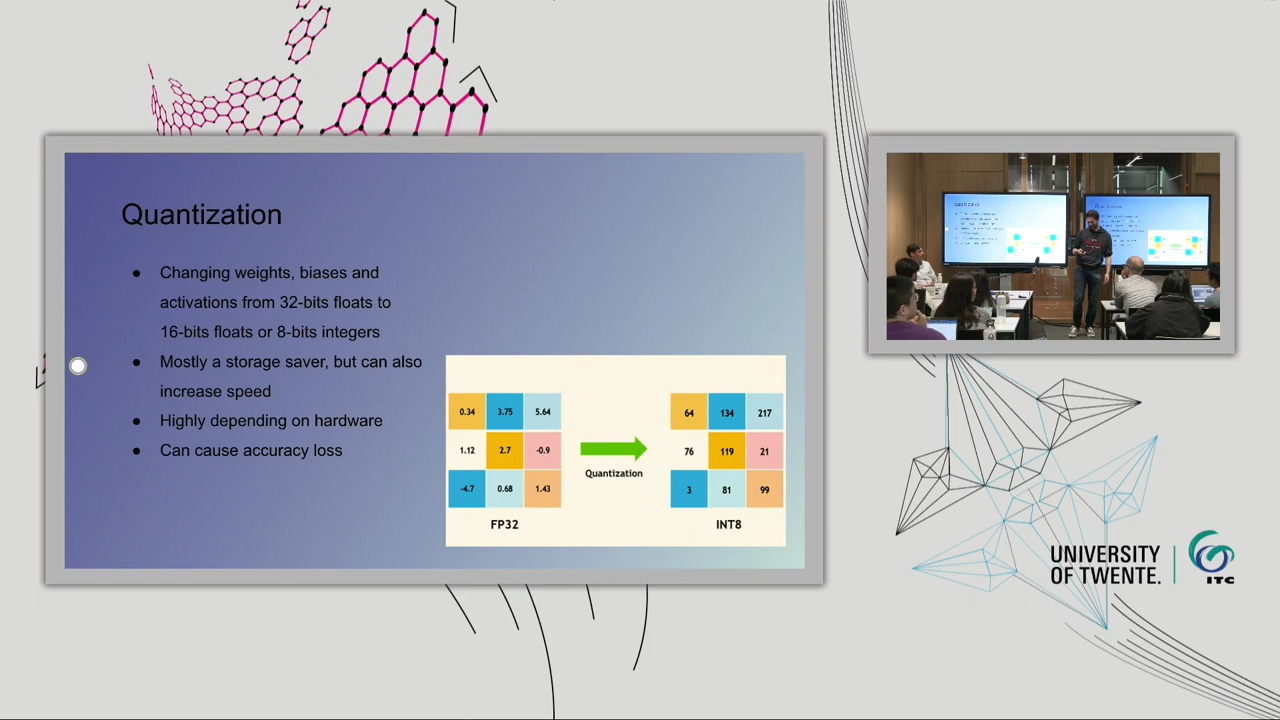 Quantization
● Changing weights, biases and
activations from 32-bits floats to
16-bits floats or 8-bits integers
● Mostly a storage saver, but can also
increase speed
● Highly depending on hardware
● Can cause accuracy loss
0.34 3.75 5.64
1.12 2.7 -0.9
-4.7 0.68 1.43
FP32
Quantization
64 134 217
76 119 21
3 81 99
INT8
UNIVERSITY
OF TWENTE.
ITC